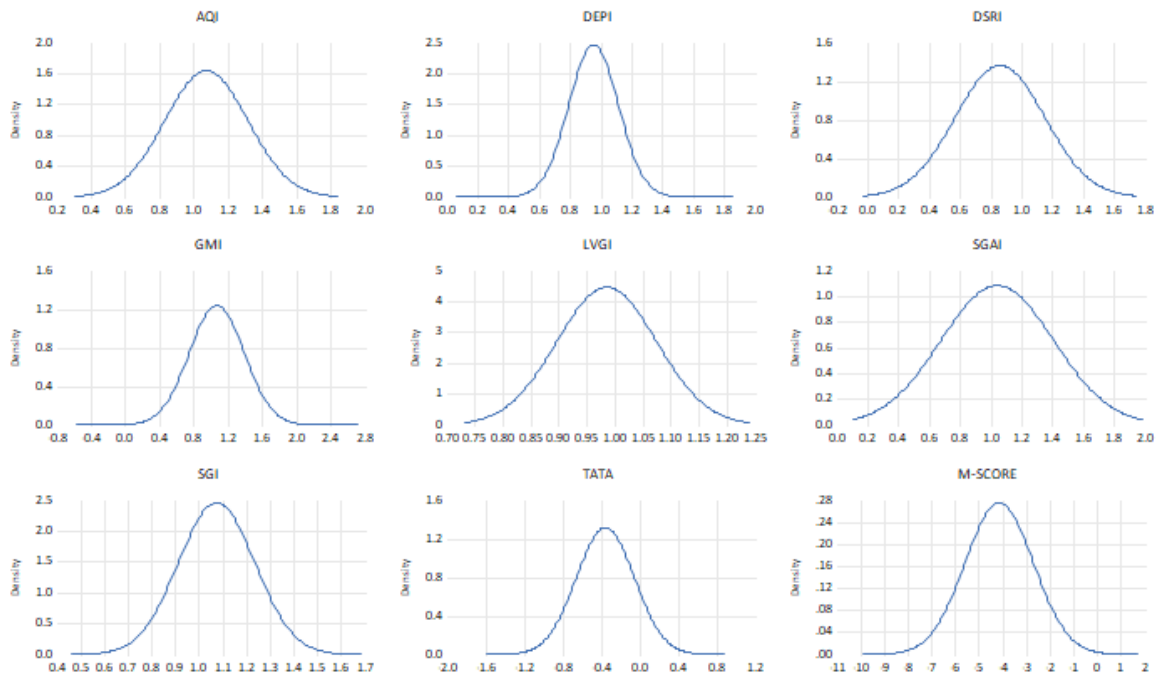 AQI
2.0
1.6
1.2
0.8
0.4
0.0
Density
0.2 0.4 0.6 0.8 1.0 1.2 1.4 1.6 1.8 2.0
DEPI
2.5
2.0
1.5
1.0
0.5
0.0
Density
0.0 0.2 0.4 0.6 0.8 1.0 1.2 1.4 1.6 1.8 2.0
DSRI
1.6
1.2
0.8
0.4
0.0
Density
0.2 0.0 0.2 0.4 0.6 0.8 1.0 1.2 1.4 1.6 1.8
GMI
1.6
1.2
0.8
0.4
0.0
Density
0.8 0.4 0.0 0.4 0.8 1.2 1.6 2.0 2.4 2.8
LVGI
5
4
3
2
1
0
Density
0.70 0.75 0.80 0.85 0.90 0.95 1.00 1.05 1.10 1.15 1.20 1.25
SGAI
1.2
1.0
0.8
0.6
0.4
0.2
0.0
Density
0.0 0.2 0.4 0.6 0.8 1.0 1.2 1.4 1.6 1.8 2.0
SGI
2.5
2.0
1.5
1.0
0.5
0.0
Density
0.4 0.5 0.6 0.7 0.8 0.9 1.0 1.1 1.2 1.3 1.4 1.5 1.6 1.7
TATA
1.6
1.2
0.8
0.4
0.0
Density
-2.0 -1.6 -1.2 0.8 -0.4 0.0 0.4 0.8 1.2
M-SCORE
.28
.24
.20
.16
.12
.08
.04
.00
Density
-11 -10 -9 -8 -7 -6 -5 -4 -3 -2 -1 0 1 2